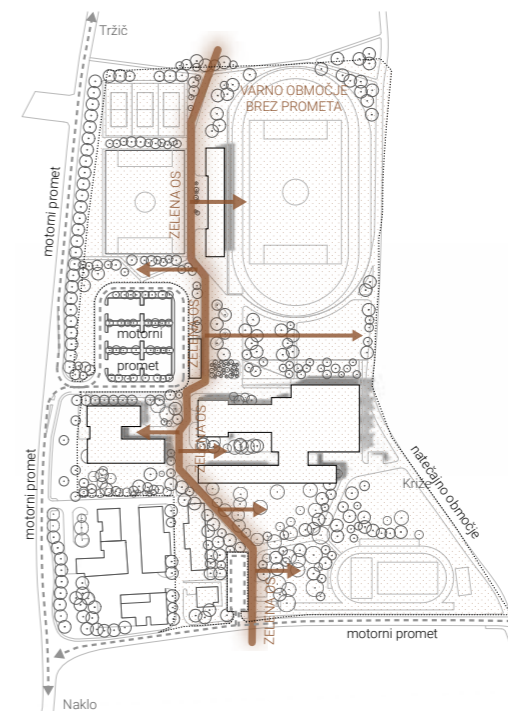 Tržič
VARNO OBMOČJE
BREZ PROMETA
motorni promet
ZELENA OS
ZELENA OS
motorni
promet
ZELENA OS
motorni promet
natečajno območje
Križe
ZELENA OS
motorni promet
Naklo